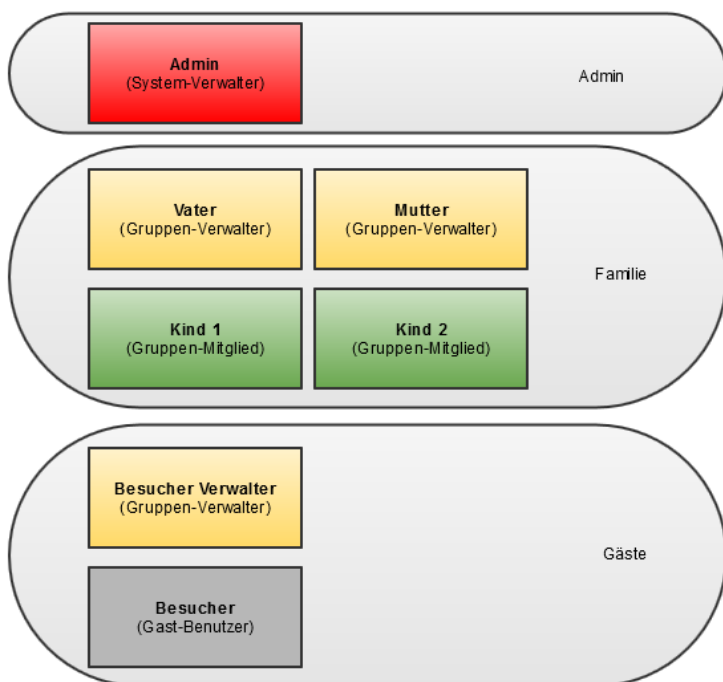 Admin
(System-Verwalter)
Admin
Vater
(Gruppen-Verwalter)
Mutter
(Gruppen-Verwalter)
Familie
Kind 1
(Gruppen-Mitglied)
Kind 2
(Gruppen-Mitglied)
Besucher Verwalter
(Gruppen-Verwalter)
Gäste
Besucher
(Gast-Benutzer)